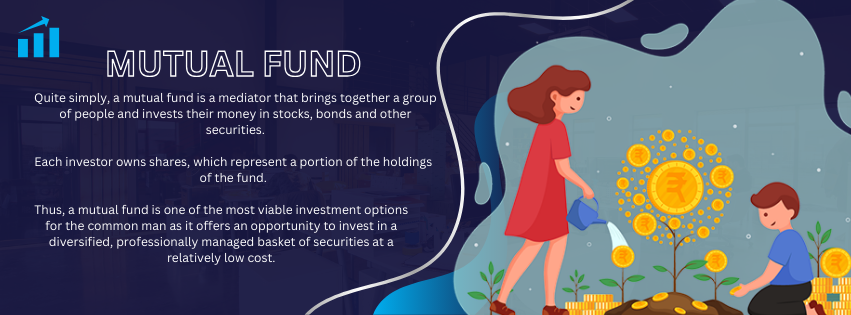 MUTUAL FUND
Quite simply, a mutual fund is a mediator that brings together a group
of people and invests their money in stocks, bonds and other
securities.
Each investor owns shares, which represent a portion of the holdings
of the fund.
Thus, a mutual fund is one of the most viable investment options
for the common man as it offers an opportunity to invest in a
diversified, professionally managed basket of securities at a
relatively low cost.
₹
₹
₹
₹
₹
₹
₹
₹